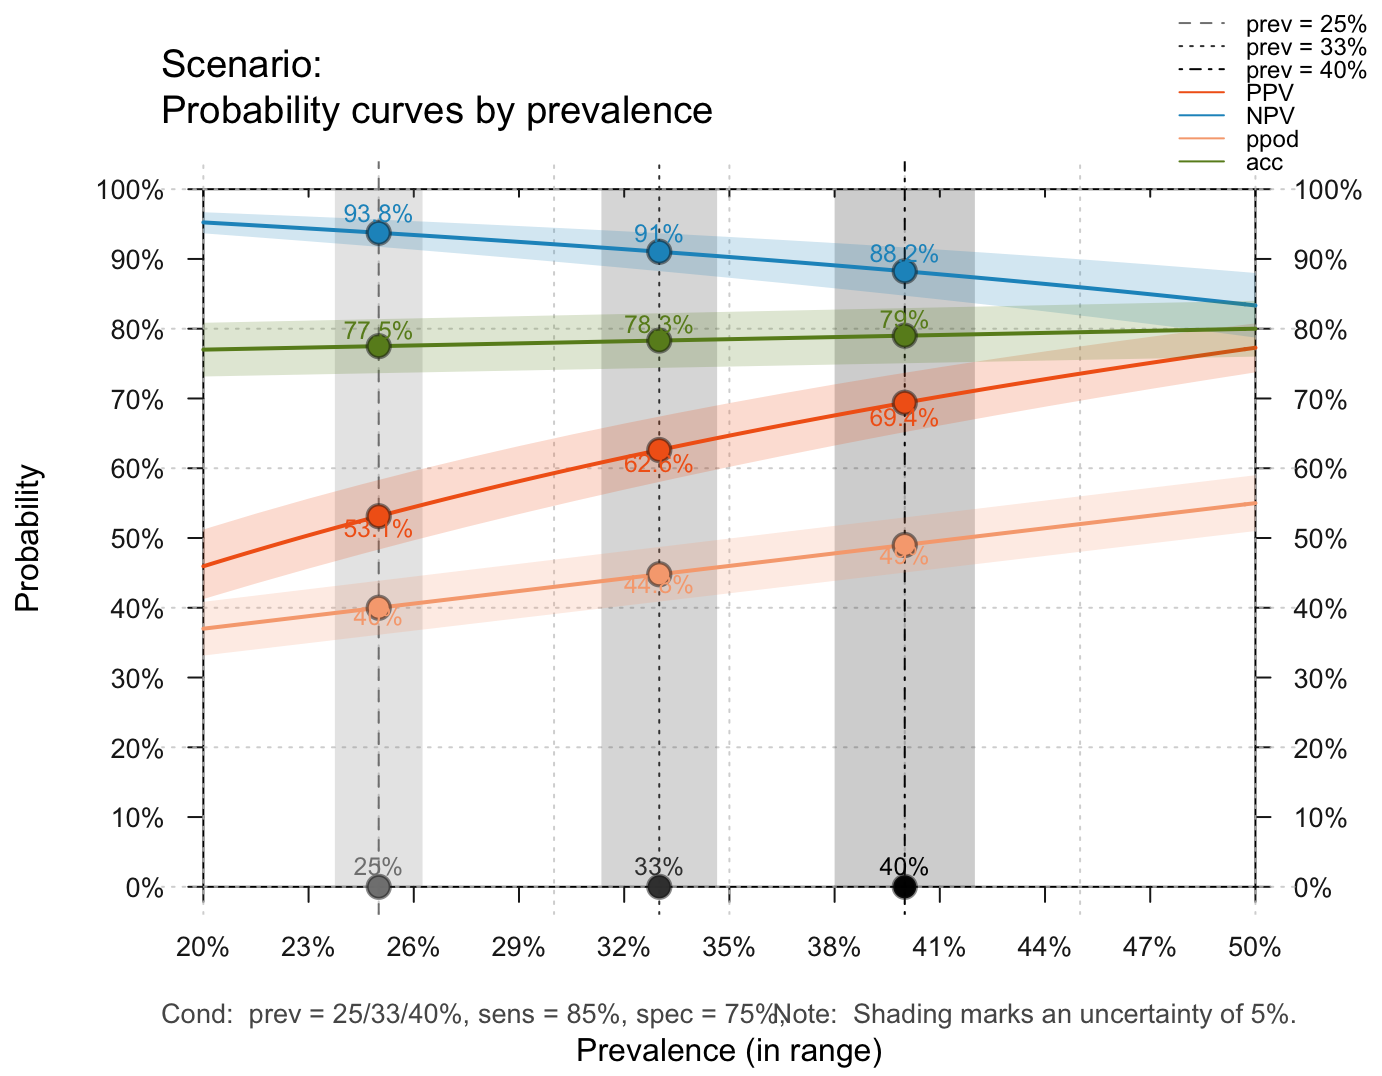 prev = 25%
prev = 33%
prev = 40%
PPV
NPV
ppod
acc
Scenario:
Probability curves by prevalence
100%
90%
80%
70%
60%
50%
40%
30%
20%
10%
0%
Probability
93.8%
91%
88.2%
77.5%
78.3%
79%
53.1%
62.6%
69.4%
40%
44.8%
49%
25%
33%
40%
100%
90%
80%
70%
60%
50%
40%
30%
20%
10%
0%
20% 23% 26% 29% 32% 35% 38% 41% 44% 47% 50%
Cond:  prev = 25/33/40%, sens = 85%, spec = 75%, Note:  Shading marks an uncertainty of 5%.
Prevalence (in range)